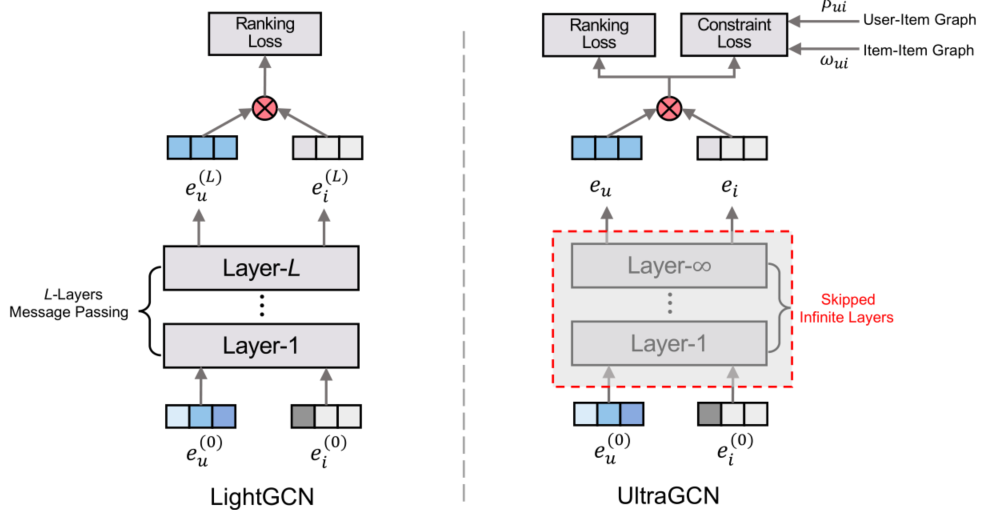 Ranking
Loss
e_u^{(L)}
e_i^{(L)}
Layer-L
⋮
Layer-1
L-Layers
Message Passing
e_u^{(0)}
e_i^{(0)}
LightGCN
Ranking
Loss
Constraint
Loss
ρ_{ui}
User-Item Graph
Item-Item Graph
ω_{ui}
e_u
e_i
Layer-∞
⋮
Layer-1
Skipped
Infinite Layers
e_u^{(0)}
e_i^{(0)}
UltraGCN